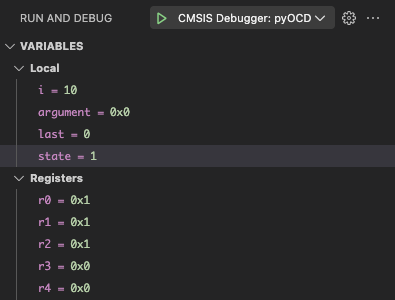 RUN AND DEBUG CMSIS Debugger: pyOCD
VARIABLES
Local
i = 10
argument = 0x0
last = 0
state = 1
Registers
r0 = 0x1
r1 = 0x1
r2 = 0x1
r3 = 0x0
r4 = 0x0